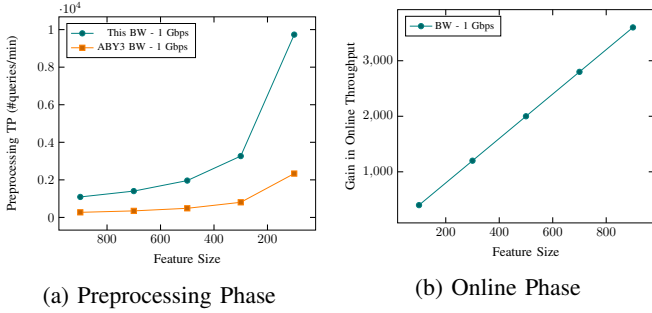 ·10⁴
This BW - 1 Gbps
ABY3 BW - 1 Gbps
Preprocessing TP (#queries/min)
1
0.8
0.6
0.4
0.2
0
800 600 400 200
Feature Size
(a) Preprocessing Phase
BW - 1 Gbps
Gain in Online Throughput
3,000
2,000
1,000
200 400 600 800
Feature Size
(b) Online Phase